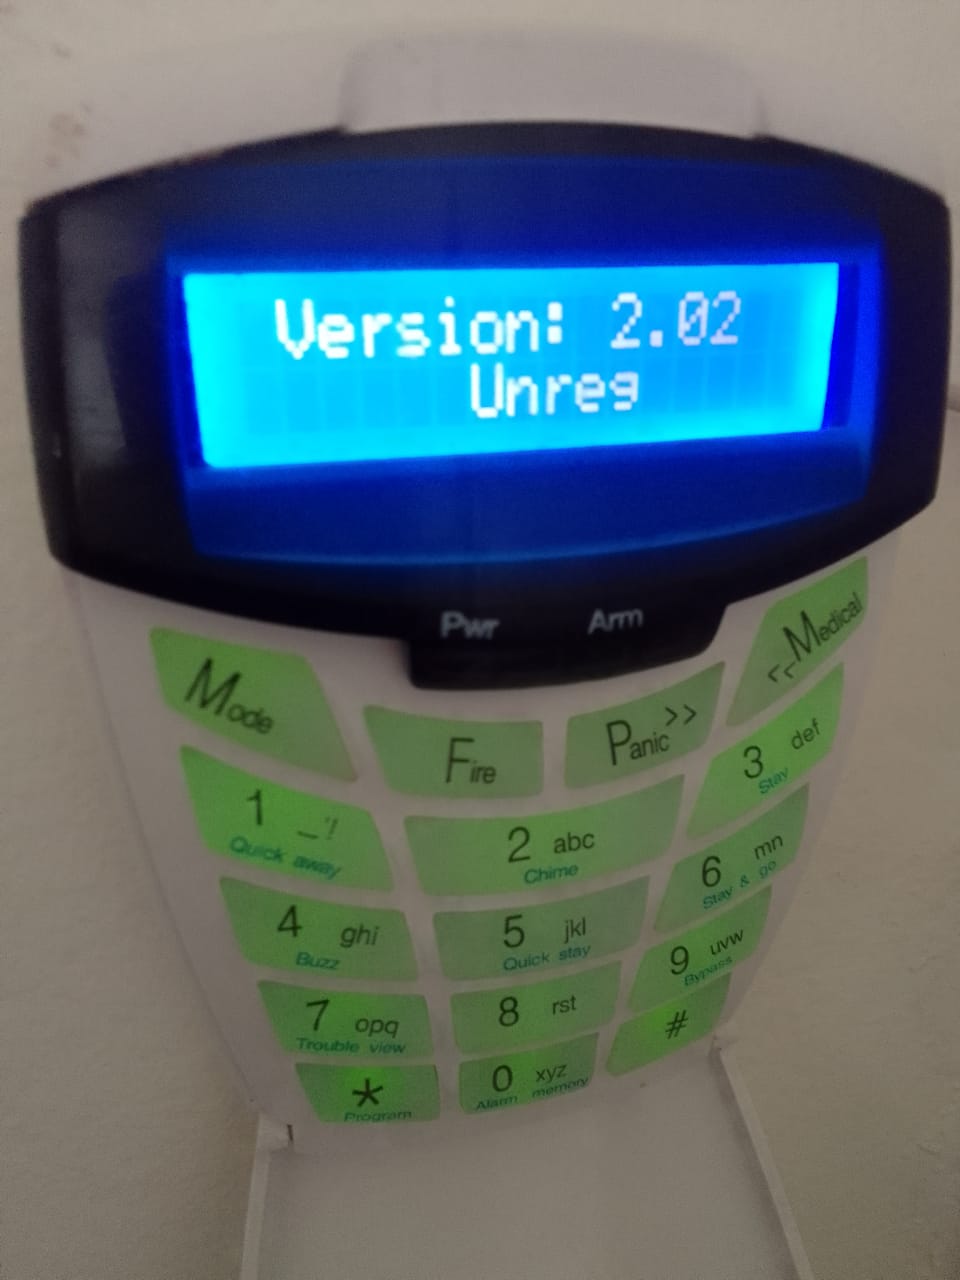 Version: 2.02
Unreg
Pwr Arm
Mode
Fire
Panic >>
<<Medical
1 _'!
Quick away
2 abc
Chime
3 def
Stay
4 ghi
Buzz
5 jkl
Quick stay
6 mn
Stay & go
7 opq
Trouble view
8 rst
9 uvw
Bypass
*
Program
0 xyz
Alarm memory
#